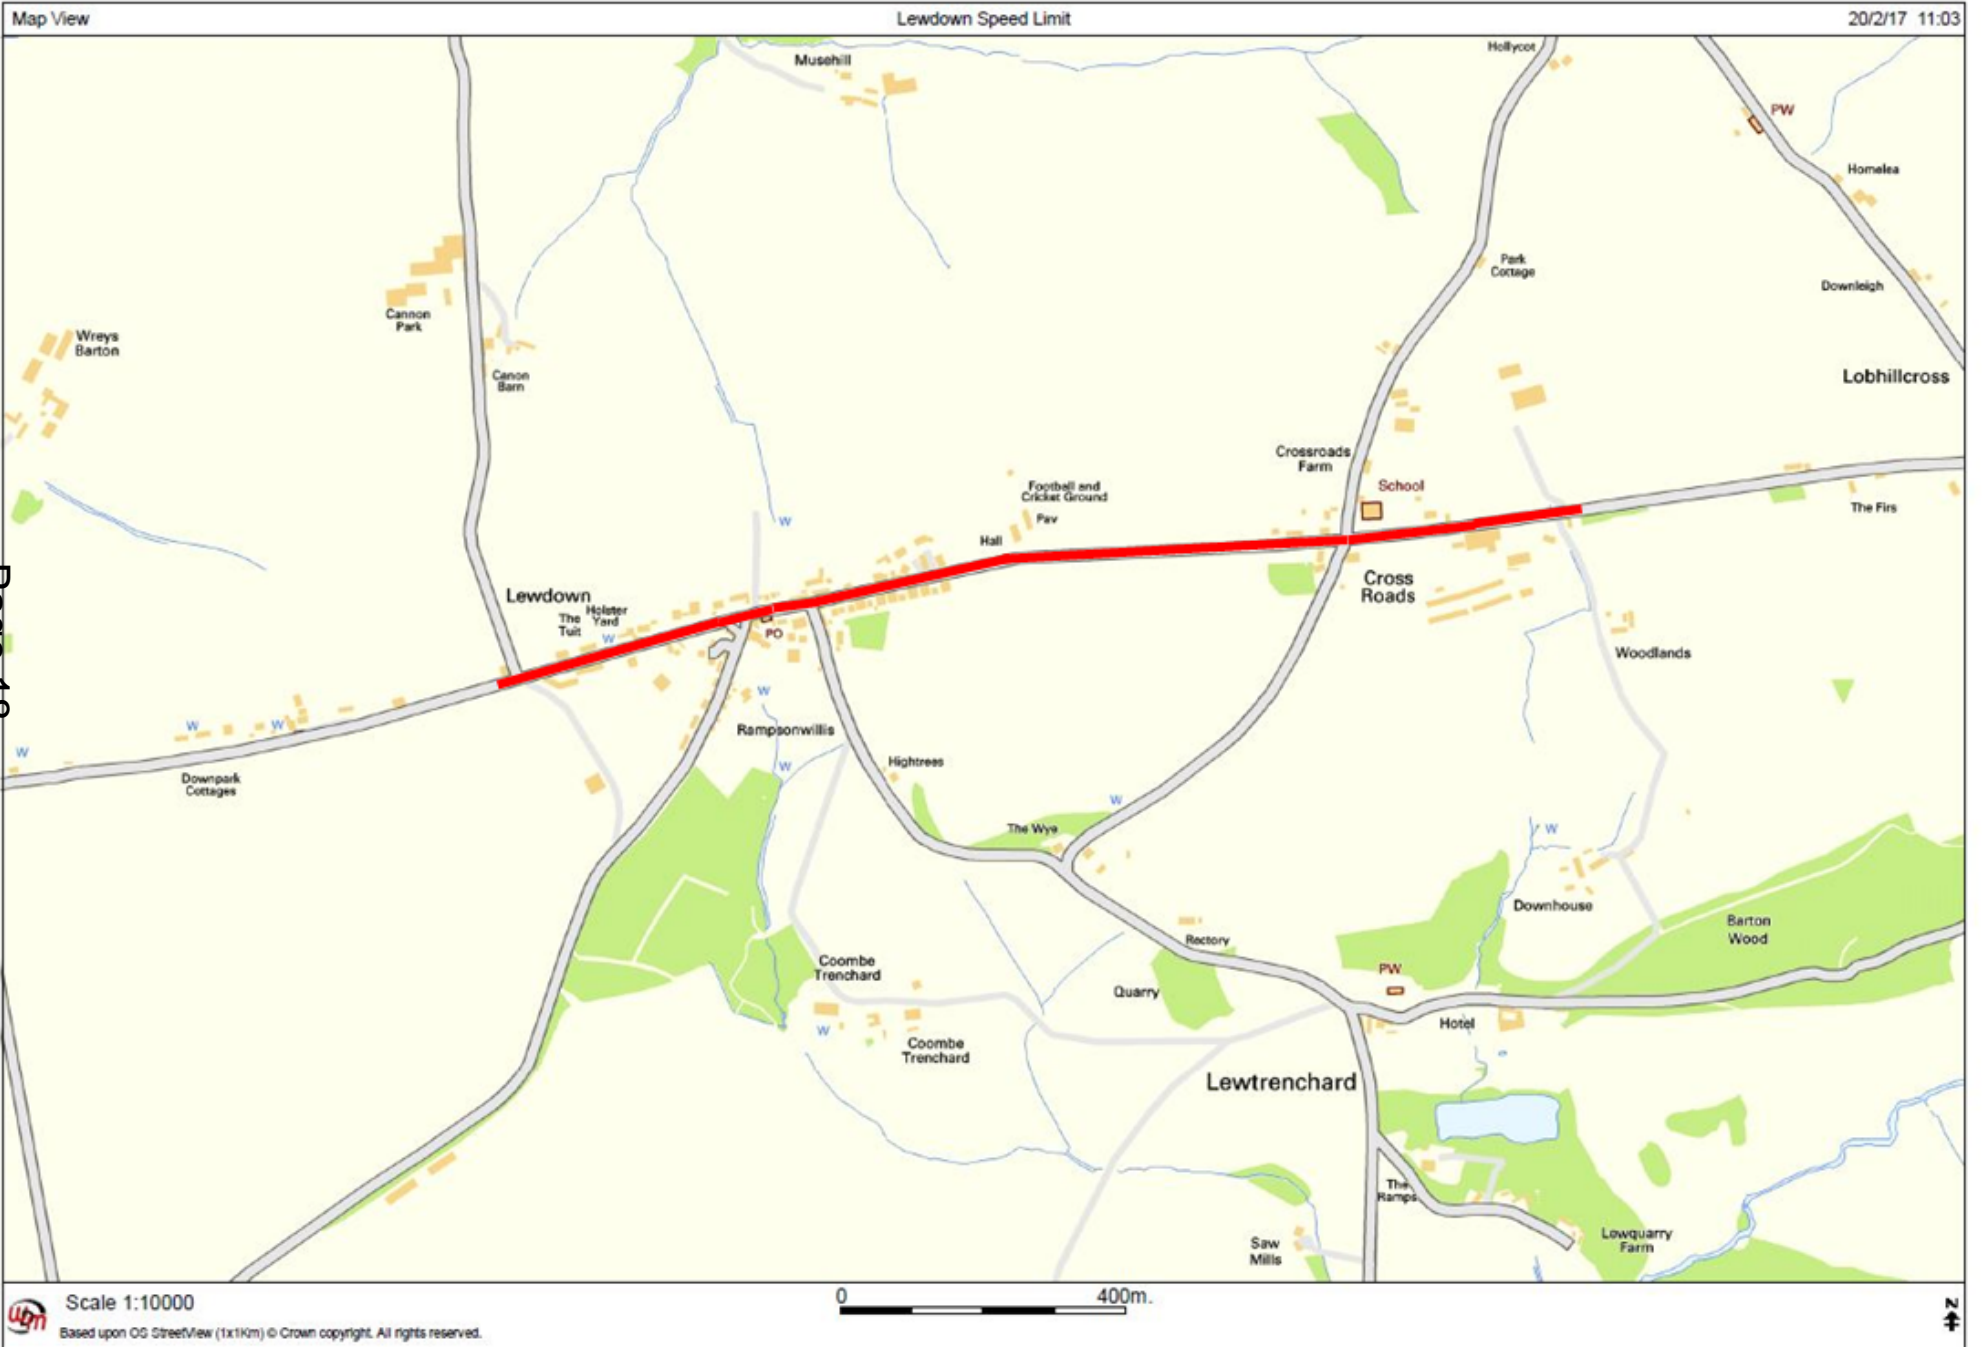 Map View
Lewdown Speed Limit
20/2/17 11:03
Musehill
Hollycot
PW
Homelea
Park
Cottage
Downleigh
Cannon
Park
Wreys
Barton
Canon
Barn
Lobhillcross
Crossroads
Farm
School
Football and
Cricket Ground
Pav
The Firs
W
Hall
Lewdown
Holster
Yard
The
Tuit
W
PO
Cross
Roads
Woodlands
W
W
W
W
Rampsonwillis
Downpark
Cottages
W
Hightrees
W
The Wye
W
Downhouse
Barton
Wood
Rectory
Coombe
Trenchard
PW
Quarry
W
Hotel
Coombe
Trenchard
Lewtrenchard
The
Ramps
Saw
Mills
Lowquarry
Farm
Scale 1:10000
0
400m.
N
Based upon OS StreetView (1x1Km) © Crown copyright. All rights reserved.